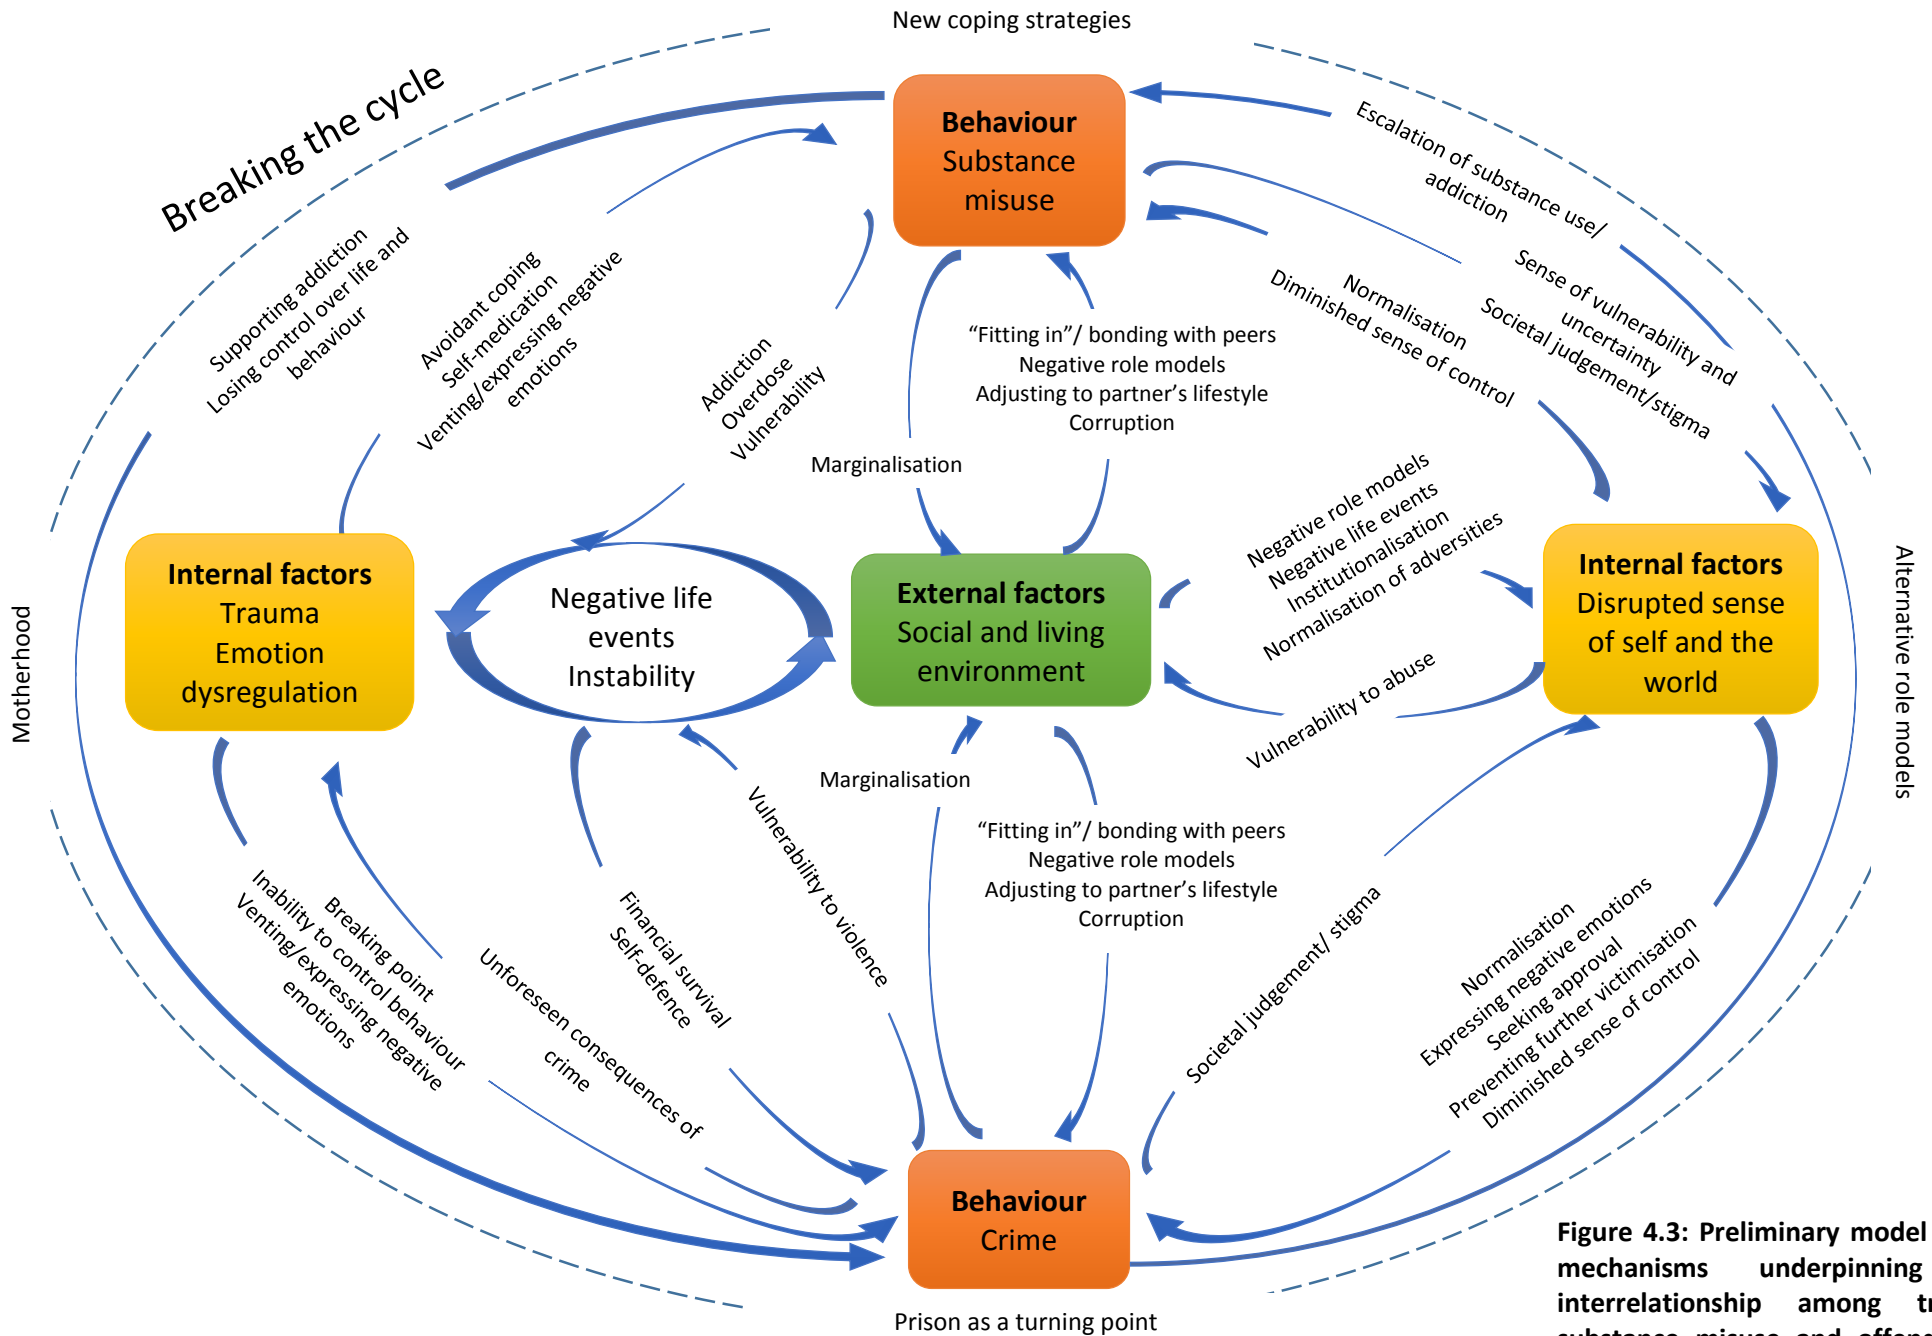 New coping strategies
Breaking the cycle
Behaviour
Substance
misuse
Escalation of substance use/
addiction
Supporting addiction
Losing control over life and
behaviour
Avoidant coping
Self-medication
Venting/expressing negative
emotions
Addiction
Overdose
Vulnerability
Marginalisation
“Fitting in”/ bonding with peers
Negative role models
Adjusting to partner’s lifestyle
Corruption
Normalisation
Diminished sense of control
Sense of vulnerability and
uncertainty
Societal judgement/stigma
Motherhood
Internal factors
Trauma
Emotion
dysregulation
Negative life
events
Instability
External factors
Social and living
environment
Negative role models
Negative life events
Institutionalisation
Normalisation of adversities
Vulnerability to abuse
Internal factors
Disrupted sense
of self and the
world
Alternative role models
Breaking point
Inability to control behaviour
Venting/expressing negative
emotions
Unforeseen consequences of
crime
Financial survival
Self-defence
Vulnerability to violence
Marginalisation
“Fitting in”/ bonding with peers
Negative role models
Adjusting to partner’s lifestyle
Corruption
Societal judgement/ stigma
Normalisation
Expressing negative emotions
Seeking approval
Preventing further victimisation
Diminished sense of control
Behaviour
Crime
Prison as a turning point
Figure 4.3: Preliminary model
mechanisms underpinning
interrelationship among
substance misuse and